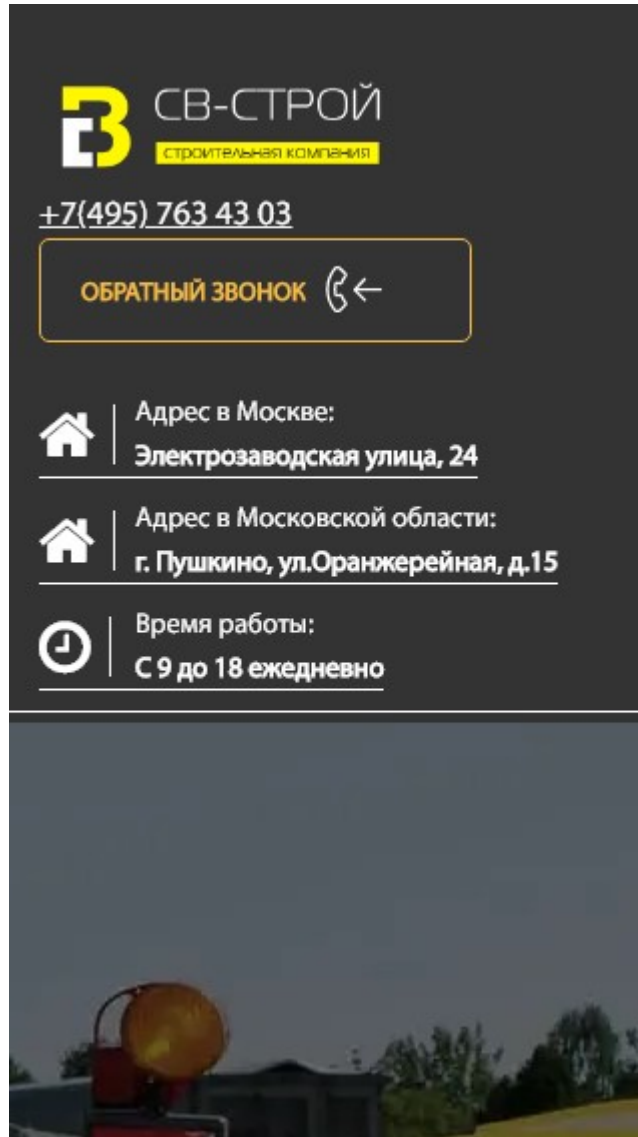 СВ-СТРОЙ
строительная компания
+7(495) 763 43 03
ОБРАТНЫЙ ЗВОНОК
Адрес в Москве:
Электрозаводская улица, 24
Адрес в Московской области:
г. Пушкино, ул.Оранжерейная, д.15
Время работы:
С 9 до 18 ежедневно